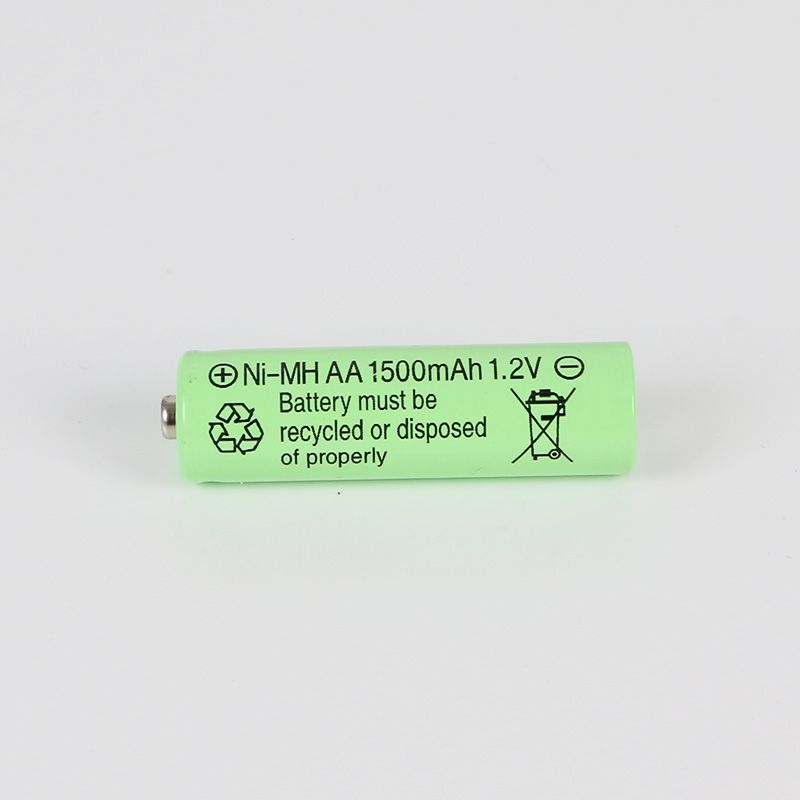 ⊕ Ni-MH AA 1500mAh 1.2V ⊖
Battery must be
recycled or disposed
of properly